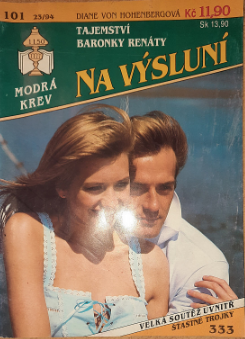 101 23/94
DIANE VON HOHENBERGOVÁ Kč 11,90
Sk 13,90
TAJEMSTVÍ
BARONKY RENÁTY
1156
MODRÁ
KREV
NA VÝSLUNÍ
VELKÁ SOUTĚŽ UVNITŘ
ŠŤASTNÉ TROJKY
333